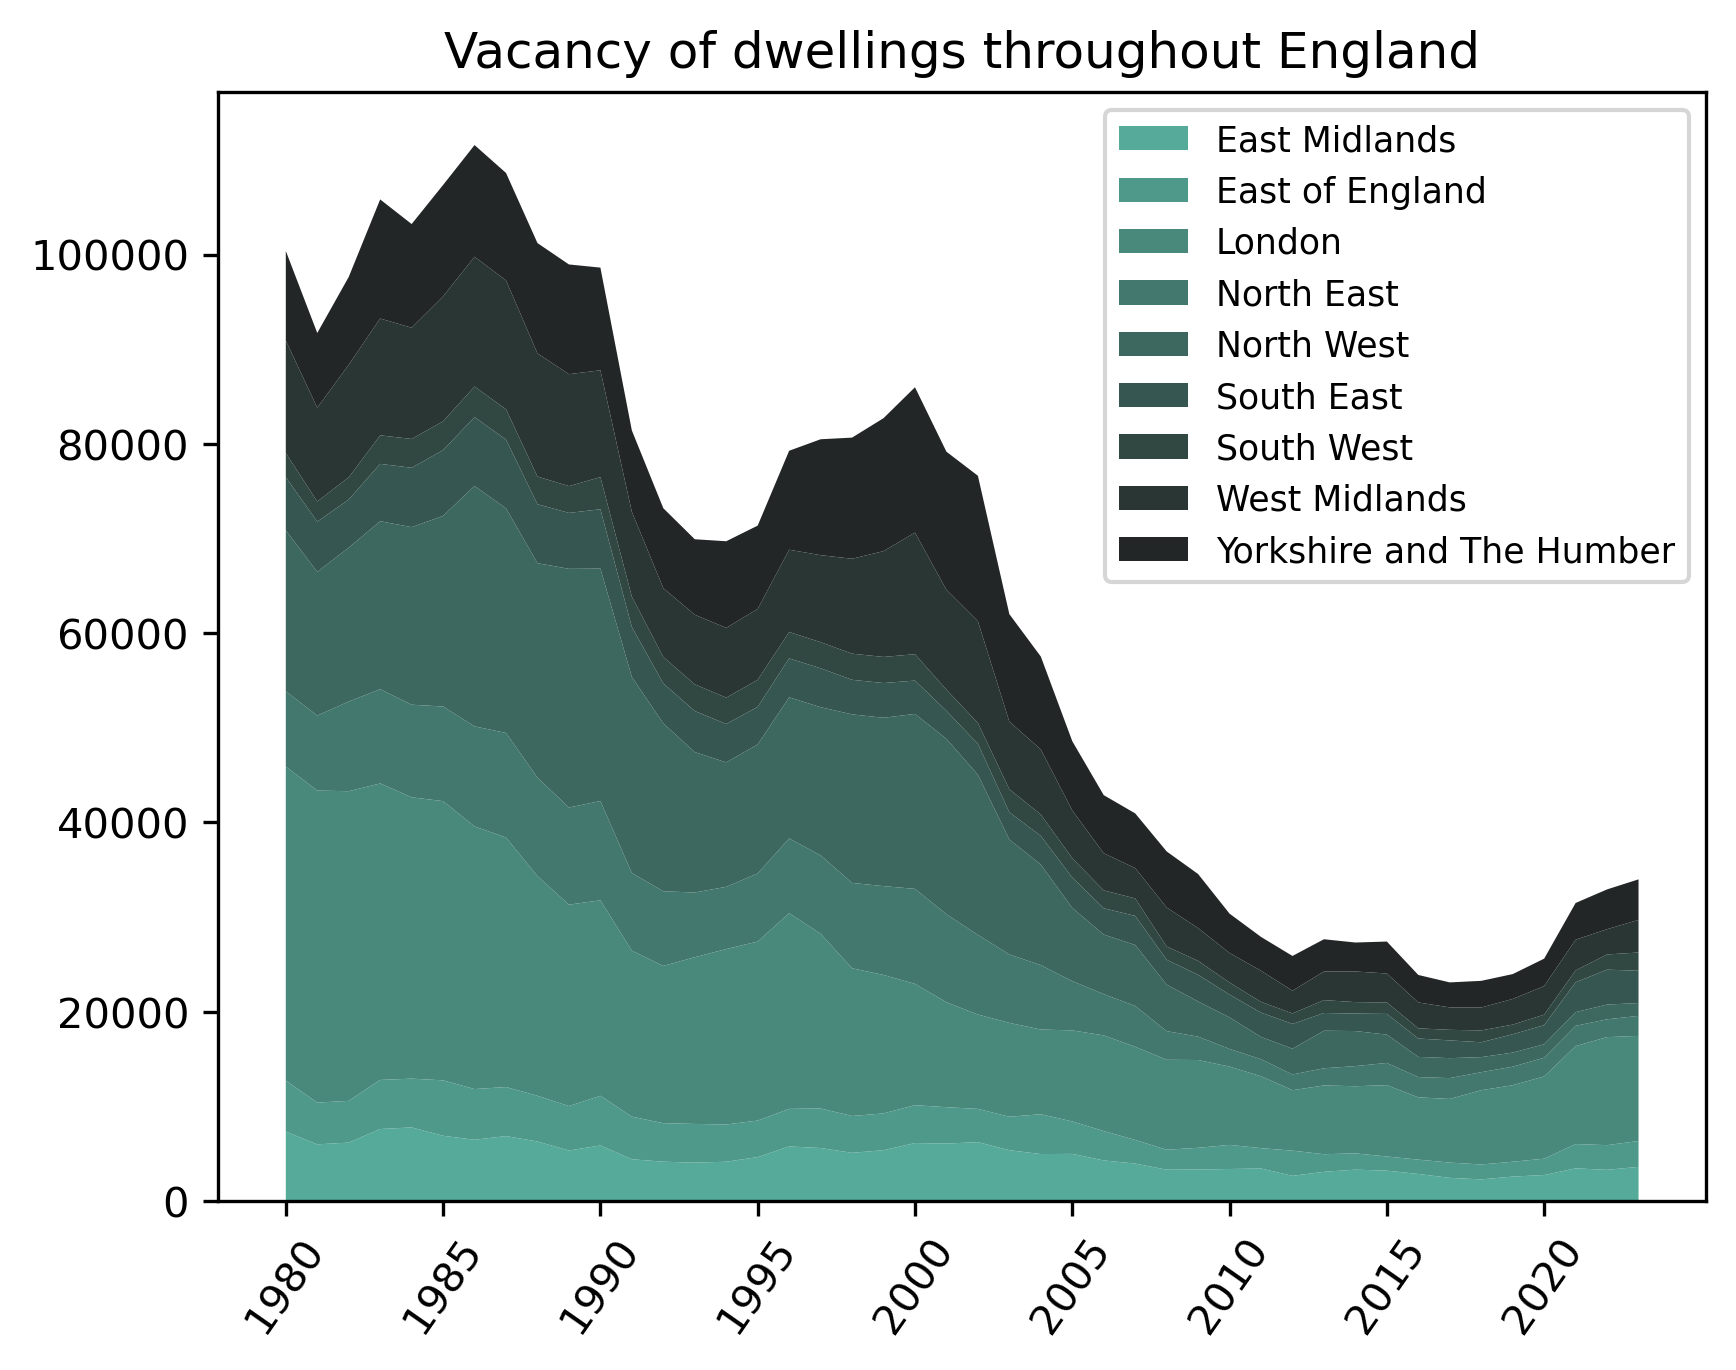 Vacancy of dwellings throughout England
East Midlands
East of England
London
North East
North West
South East
South West
West Midlands
Yorkshire and The Humber
100000
80000
60000
40000
20000
0
1980
1985
1990
1995
2000
2005
2010
2015
2020